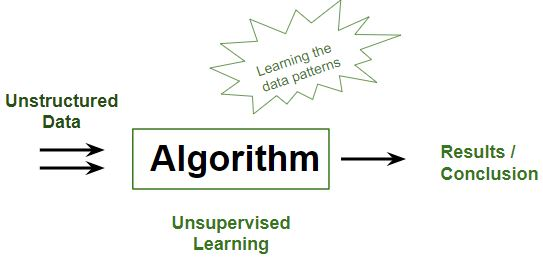 Learning the
data patterns
Unstructured
Data
Algorithm
Results /
Conclusion
Unsupervised
Learning